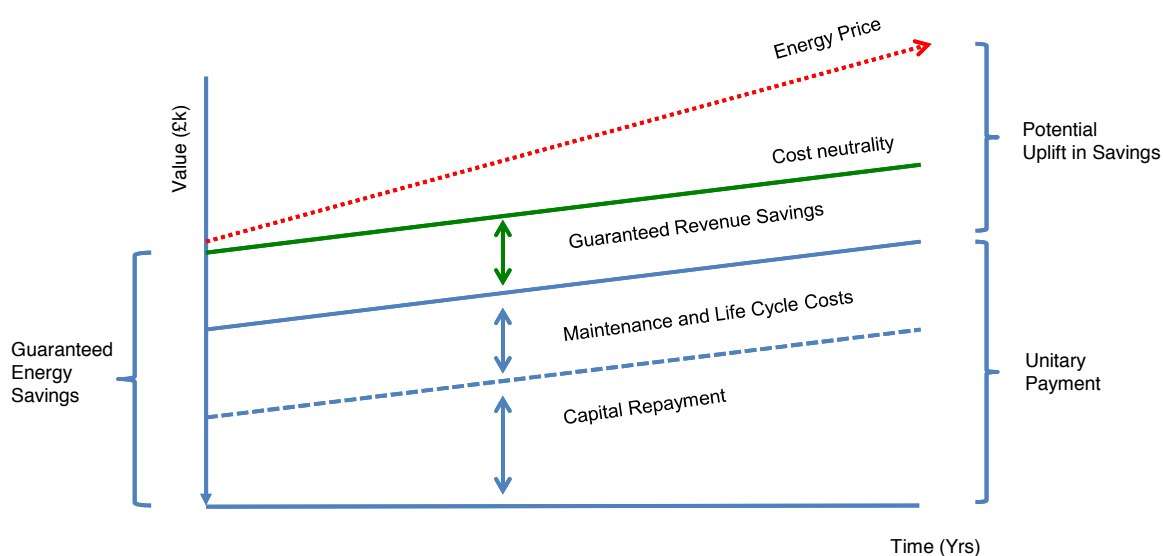 Energy Price
Value (£k)
Potential
Uplift in Savings
Cost neutrality
Guaranteed Revenue Savings
Maintenance and Life Cycle Costs
Guaranteed
Energy
Savings
Unitary
Payment
Capital Repayment
Time (Yrs)